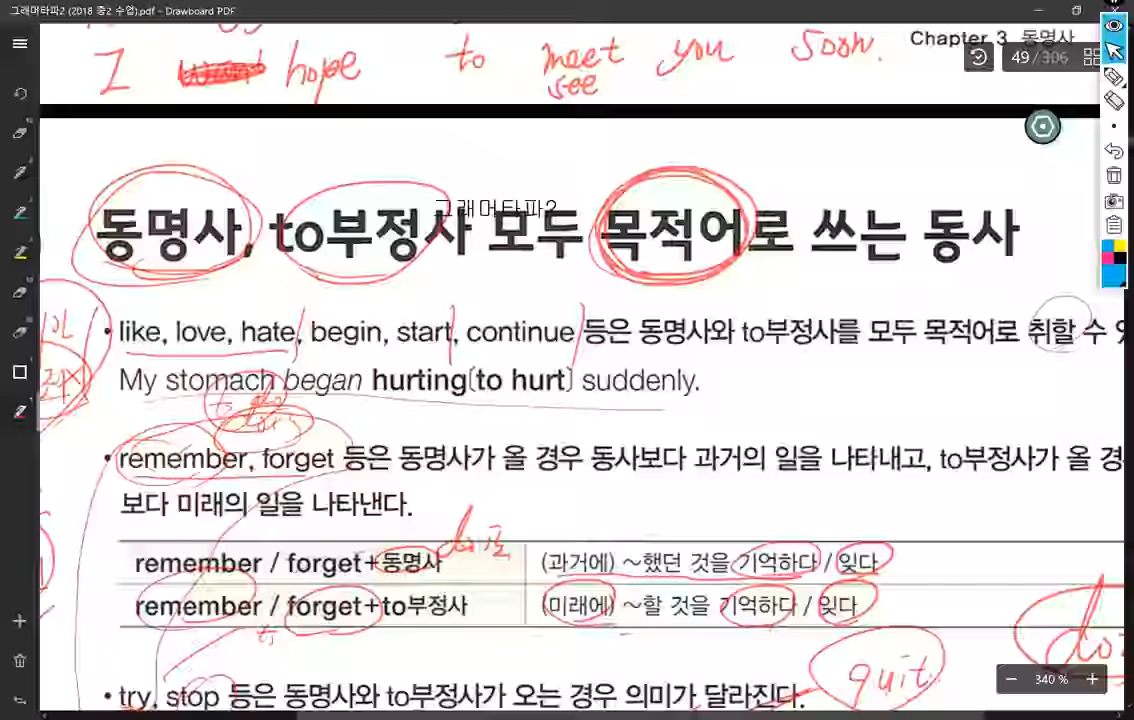 그래머타파2 (2018 중2 수업).pdf - Drawboard PDF
Chapter 3 동명사
49 / 306
I hope to meet you soon.
see
그래머타파2
동명사, to부정사 모두 목적어로 쓰는 동사
• like, love, hate, begin, start, continue 등은 동명사와 to부정사를 모두 목적어로 취할 수
My stomach began hurting(to hurt) suddenly.
• remember, forget 등은 동명사가 올 경우 동사보다 과거의 일을 나타내고, to부정사가 올 경
보다 미래의 일을 나타낸다.
remember / forget+동명사 (과거에) ~했던 것을 기억하다 / 잊다
remember / forget+to부정사 (미래에) ~할 것을 기억하다 / 잊다
• try, stop 등은 동명사와 to부정사가 오는 경우 의미가 달라진다.
quit
340 %